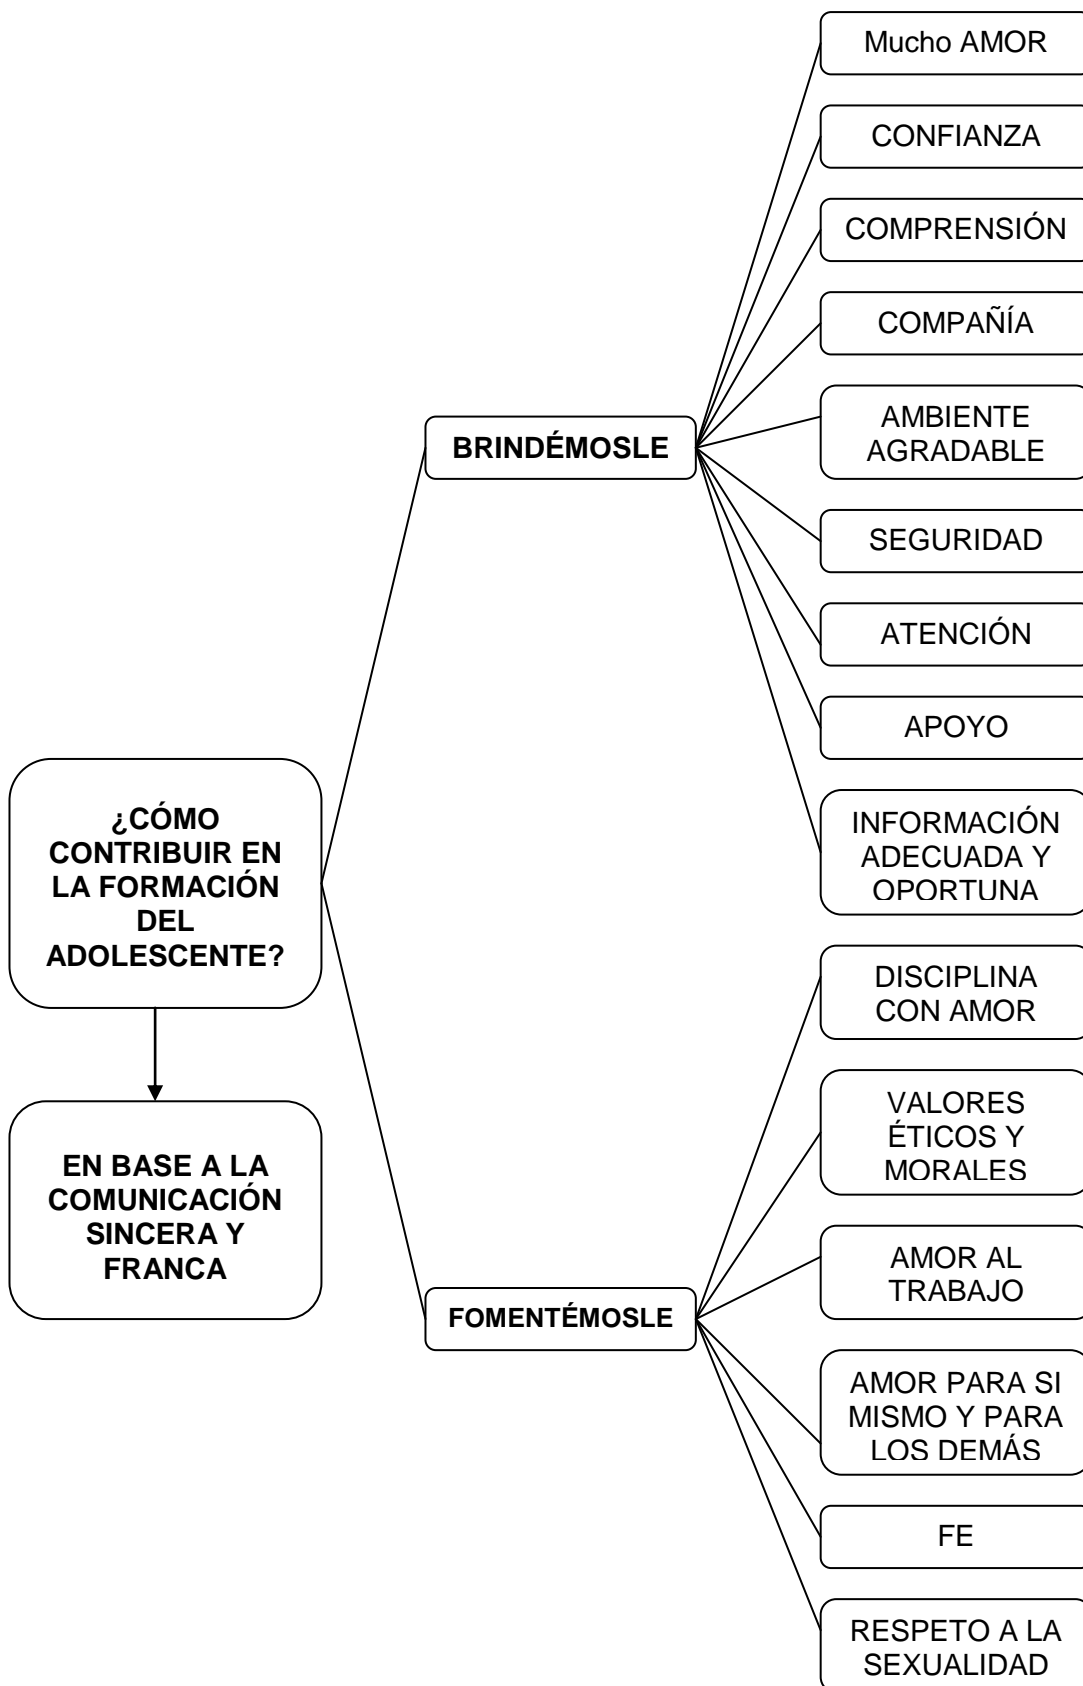 Mucho AMOR
CONFIANZA
COMPRENSIÓN
COMPAÑÍA
AMBIENTE
AGRADABLE
BRINDÉMOSLE
SEGURIDAD
ATENCIÓN
APOYO
INFORMACIÓN
ADECUADA Y
OPORTUNA
¿CÓMO
CONTRIBUIR EN
LA FORMACIÓN
DEL
ADOLESCENTE?
DISCIPLINA
CON AMOR
VALORES
ÉTICOS Y
MORALES
EN BASE A LA
COMUNICACIÓN
SINCERA Y
FRANCA
AMOR AL
TRABAJO
FOMENTÉMOSLE
AMOR PARA SI
MISMO Y PARA
LOS DEMÁS
FE
RESPETO A LA
SEXUALIDAD